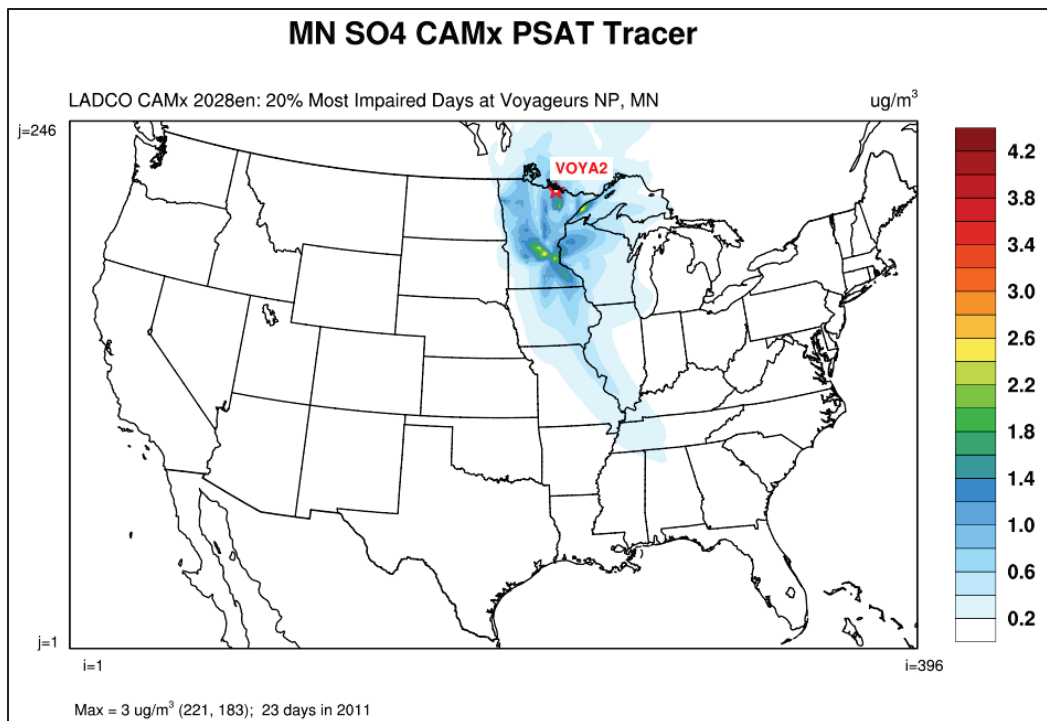 MN SO4 CAMx PSAT Tracer
LADCO CAMx 2028en: 20% Most Impaired Days at Voyageurs NP, MN
ug/m³
j=246
VOYA2
4.2
3.8
3.4
3.0
2.6
2.2
1.8
1.4
1.0
0.6
0.2
j=1
i=1
i=396
Max = 3 ug/m³ (221, 183); 23 days in 2011